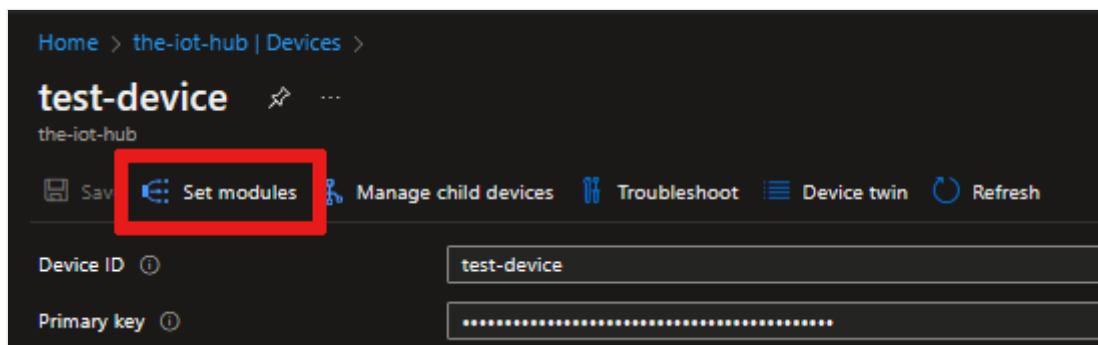 Home > the-iot-hub | Devices >
test-device ...
the-iot-hub
Sav Set modules Manage child devices Troubleshoot Device twin Refresh
Device ID test-device
Primary key ••••••••••••••••••••••••••••••••••••••••••••